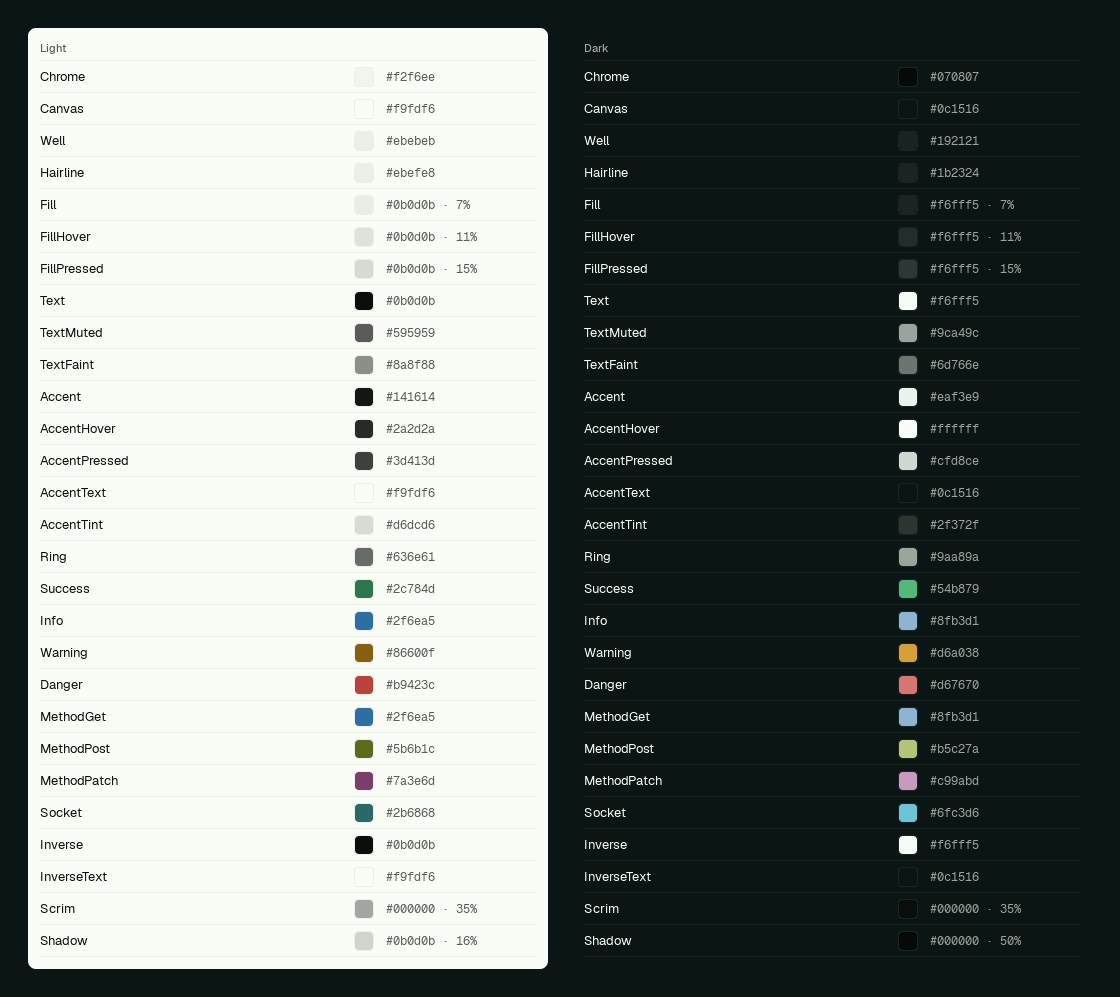 Light
Chrome #f2f6ee
Canvas #f9fdf6
Well #ebebeb
Hairline #ebefe8
Fill #0b0d0b · 7%
FillHover #0b0d0b · 11%
FillPressed #0b0d0b · 15%
Text #0b0d0b
TextMuted #595959
TextFaint #8a8f88
Accent #141614
AccentHover #2a2d2a
AccentPressed #3d413d
AccentText #f9fdf6
AccentTint #d6dcd6
Ring #636e61
Success #2c784d
Info #2f6ea5
Warning #86600f
Danger #b9423c
MethodGet #2f6ea5
MethodPost #5b6b1c
MethodPatch #7a3e6d
Socket #2b6868
Inverse #0b0d0b
InverseText #f9fdf6
Scrim #000000 · 35%
Shadow #0b0d0b · 16%
Dark
Chrome #070807
Canvas #0c1516
Well #192121
Hairline #1b2324
Fill #f6fff5 · 7%
FillHover #f6fff5 · 11%
FillPressed #f6fff5 · 15%
Text #f6fff5
TextMuted #9ca49c
TextFaint #6d766e
Accent #eaf3e9
AccentHover #ffffff
AccentPressed #cfd8ce
AccentText #0c1516
AccentTint #2f372f
Ring #9aa89a
Success #54b879
Info #8fb3d1
Warning #d6a038
Danger #d67670
MethodGet #8fb3d1
MethodPost #b5c27a
MethodPatch #c99abd
Socket #6fc3d6
Inverse #f6fff5
InverseText #0c1516
Scrim #000000 · 35%
Shadow #000000 · 50%